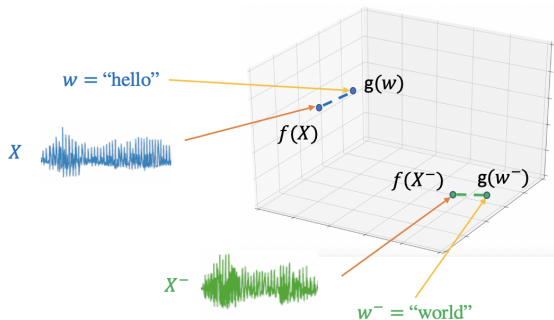 w = “hello”
g(w)
f(X)
X
f(X⁻)
g(w⁻)
X⁻
w⁻ = “world”